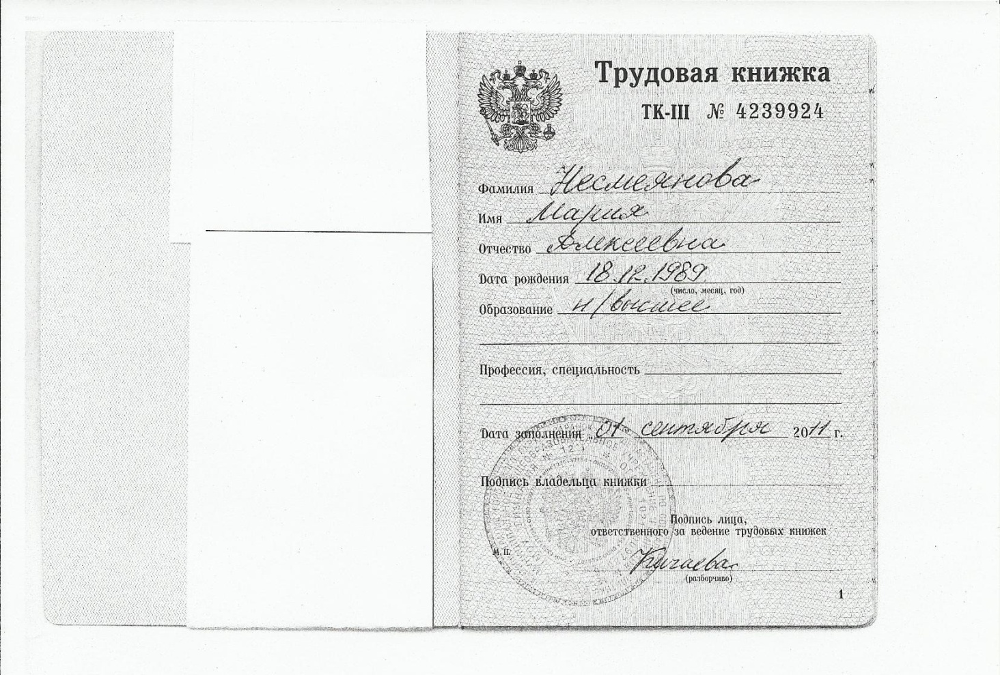 Трудовая книжка
ТК-III № 4239924
Фамилия Несмеянова
Имя Мария
Отчество Алексеевна
Дата рождения 18.12.1989
(число, месяц, год)
Образование н/высшее
Профессия, специальность
Дата заполнения „01 сентября 2011 г.
Подпись владельца книжки
Подпись лица,
ответственного за ведение трудовых книжек
М.П.
Кигаева
(разборчиво)
1